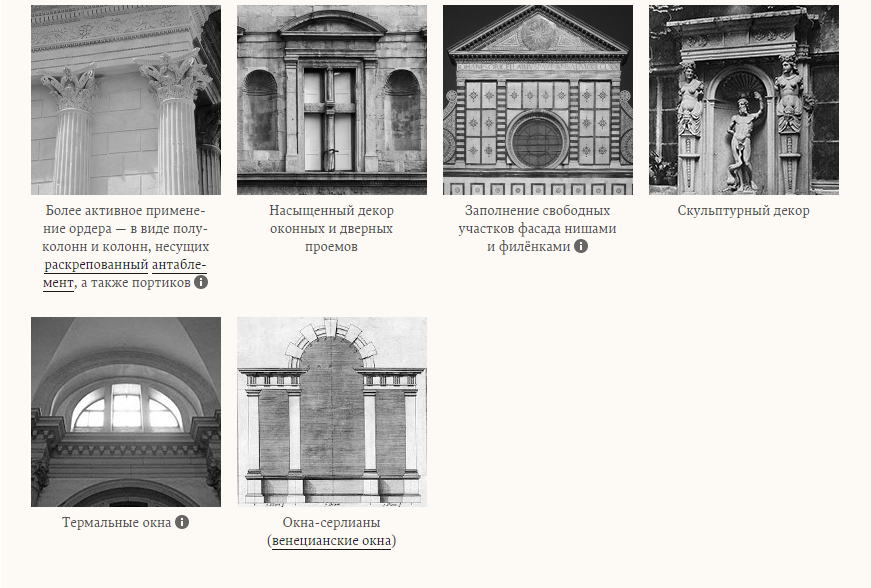 Более активное примене-
ние ордера — в виде полу-
колонн и колонн, несущих
раскрепованный антабле-
мент, а также портиков
Насыщенный декор
оконных и дверных
проемов
Заполнение свободных
участков фасада нишами
и филёнками
Скульптурный декор
Термальные окна
Окна-серлианы
(венецианские окна)